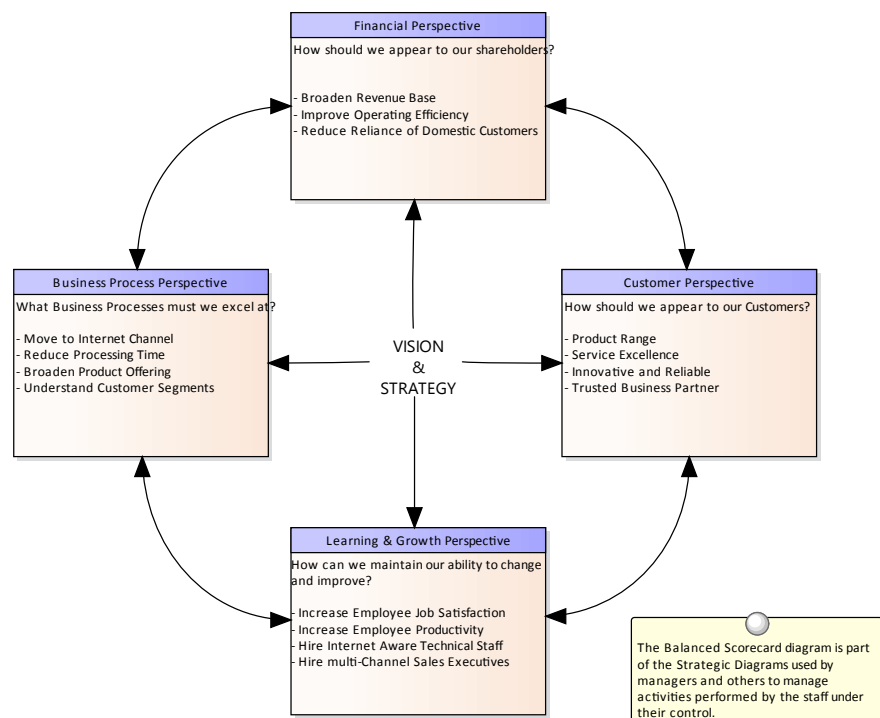 Financial Perspective
How should we appear to our shareholders?
- Broaden Revenue Base
- Improve Operating Efficiency
- Reduce Reliance of Domestic Customers
Business Process Perspective
What Business Processes must we excel at?
- Move to Internet Channel
- Reduce Processing Time
- Broaden Product Offering
- Understand Customer Segments
VISION
&
STRATEGY
Customer Perspective
How should we appear to our Customers?
- Product Range
- Service Excellence
- Innovative and Reliable
- Trusted Business Partner
Learning & Growth Perspective
How can we maintain our ability to change
and improve?
- Increase Employee Job Satisfaction
- Increase Employee Productivity
- Hire Internet Aware Technical Staff
- Hire multi-Channel Sales Executives
The Balanced Scorecard diagram is part
of the Strategic Diagrams used by
managers and others to manage
activities performed by the staff under
their control.